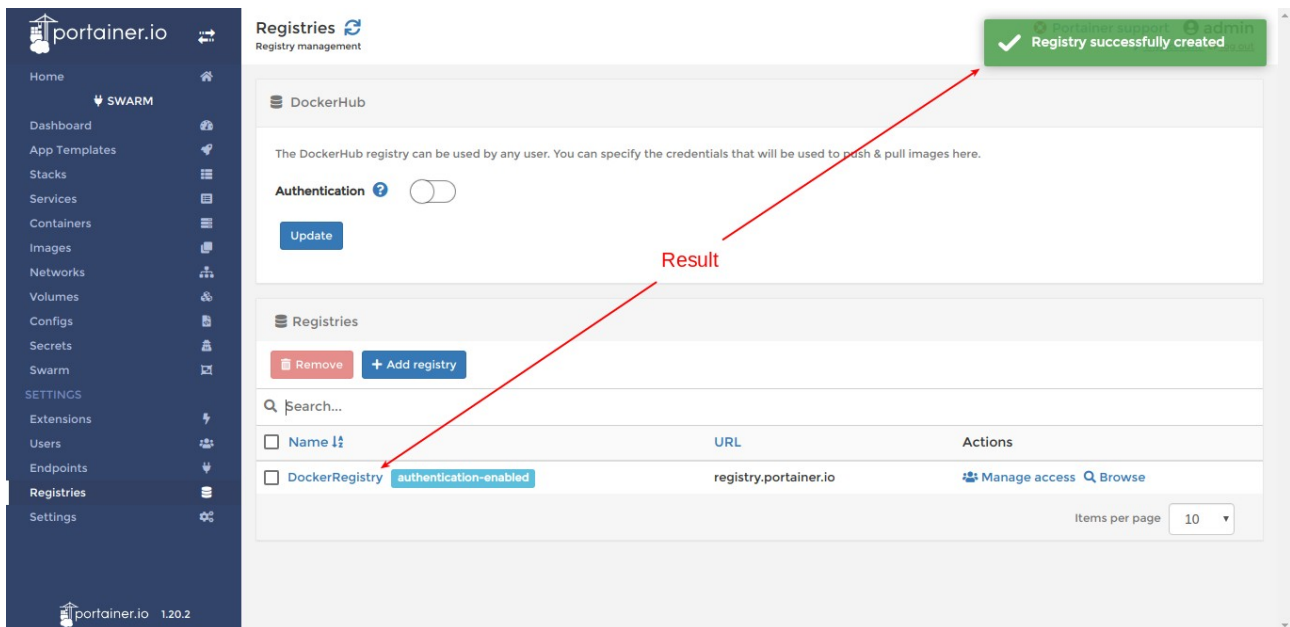 portainer.io
Home
SWARM
Dashboard
App Templates
Stacks
Services
Containers
Images
Networks
Volumes
Configs
Secrets
Swarm
SETTINGS
Extensions
Users
Endpoints
Registries
Settings
portainer.io 1.20.2
Registries
Registry management
Portainer support admin
Registry successfully created
DockerHub
The DockerHub registry can be used by any user. You can specify the credentials that will be used to push & pull images here.
Authentication
Update
Result
Registries
Remove + Add registry
Search...
Name URL Actions
DockerRegistry authentication-enabled registry.portainer.io Manage access Browse
Items per page 10